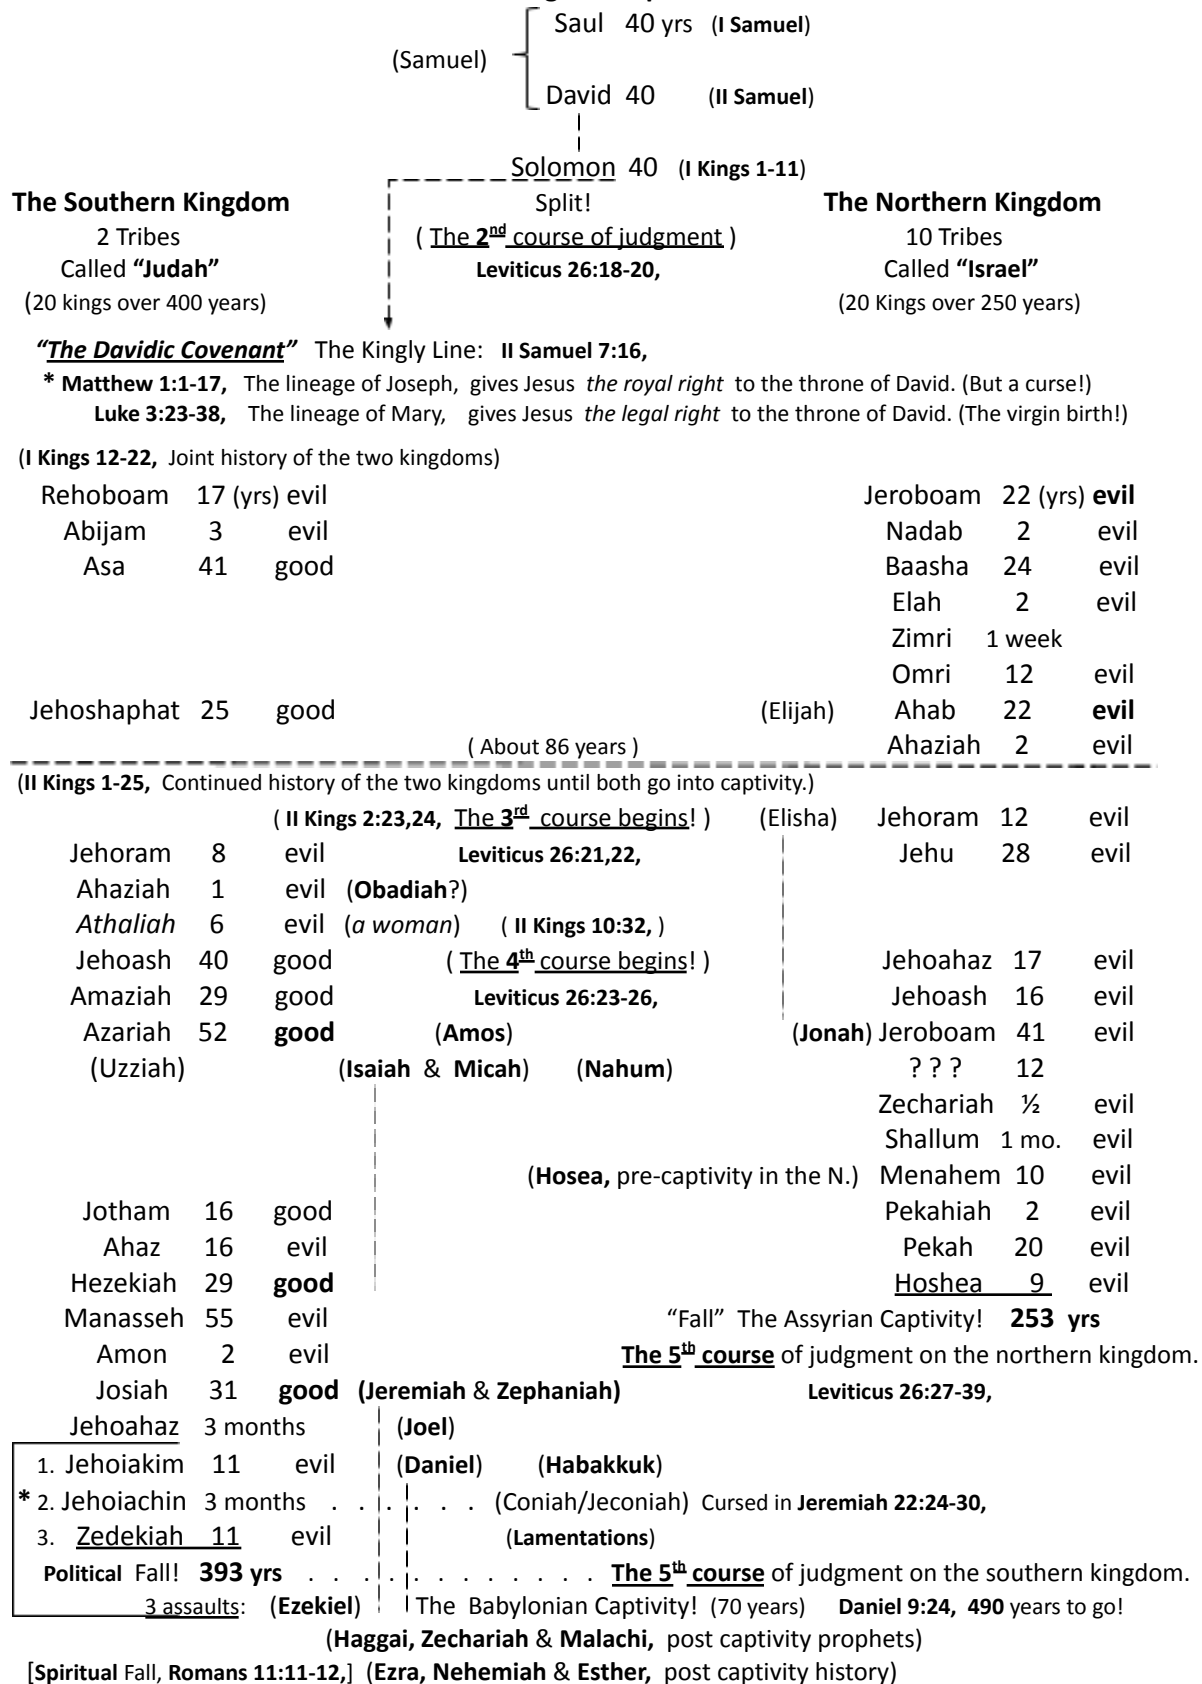 Saul 40 yrs (I Samuel)
(Samuel)
David 40 (II Samuel)
Solomon 40 (I Kings 1-11)
The Southern Kingdom Split! The Northern Kingdom
2 Tribes ( The 2nd course of judgment ) 10 Tribes
Called “Judah” Leviticus 26:18-20, Called “Israel”
(20 kings over 400 years) (20 Kings over 250 years)
“The Davidic Covenant” The Kingly Line: II Samuel 7:16,
* Matthew 1:1-17, The lineage of Joseph, gives Jesus the royal right to the throne of David. (But a curse!)
Luke 3:23-38, The lineage of Mary, gives Jesus the legal right to the throne of David. (The virgin birth!)
(I Kings 12-22, Joint history of the two kingdoms)
Rehoboam 17 (yrs) evil Jeroboam 22 (yrs) evil
Abijam 3 evil Nadab 2 evil
Asa 41 good Baasha 24 evil
Elah 2 evil
Zimri 1 week
Omri 12 evil
Jehoshaphat 25 good (Elijah) Ahab 22 evil
( About 86 years ) Ahaziah 2 evil
(II Kings 1-25, Continued history of the two kingdoms until both go into captivity.)
( II Kings 2:23,24, The 3rd course begins! ) (Elisha) Jehoram 12 evil
Jehoram 8 evil Leviticus 26:21,22, Jehu 28 evil
Ahaziah 1 evil (Obadiah?)
Athaliah 6 evil (a woman) ( II Kings 10:32, )
Jehoash 40 good ( The 4th course begins! ) Jehoahaz 17 evil
Amaziah 29 good Leviticus 26:23-26, Jehoash 16 evil
Azariah 52 good (Amos) (Jonah) Jeroboam 41 evil
(Uzziah) (Isaiah & Micah) (Nahum) ? ? ? 12
Zechariah ½ evil
Shallum 1 mo. evil
(Hosea, pre-captivity in the N.) Menahem 10 evil
Jotham 16 good Pekahiah 2 evil
Ahaz 16 evil Pekah 20 evil
Hezekiah 29 good Hoshea 9 evil
Manasseh 55 evil “Fall” The Assyrian Captivity! 253 yrs
Amon 2 evil The 5th course of judgment on the northern kingdom.
Josiah 31 good (Jeremiah & Zephaniah) Leviticus 26:27-39,
Jehoahaz 3 months (Joel)
1. Jehoiakim 11 evil (Daniel) (Habakkuk)
* 2. Jehoiachin 3 months . . . . . . (Coniah/Jeconiah) Cursed in Jeremiah 22:24-30,
3. Zedekiah 11 evil (Lamentations)
Political Fall! 393 yrs . . . . . . . . . . . . . The 5th course of judgment on the southern kingdom.
3 assaults: (Ezekiel) The Babylonian Captivity! (70 years) Daniel 9:24, 490 years to go!
(Haggai, Zechariah & Malachi, post captivity prophets)
[Spiritual Fall, Romans 11:11-12,] (Ezra, Nehemiah & Esther, post captivity history)